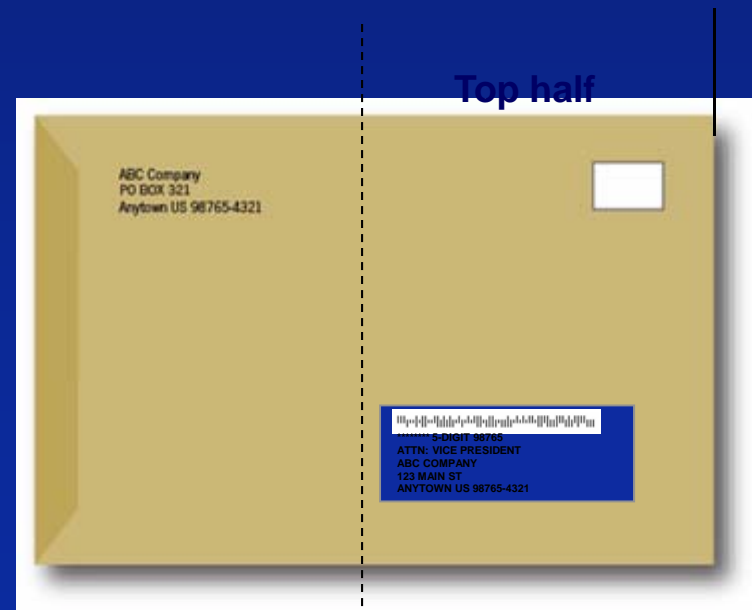 Top half
ABC Company
PO BOX 321
Anytown US 98765-4321
******** 5-DIGIT 98765
ATTN: VICE PRESIDENT
ABC COMPANY
123 MAIN ST
ANYTOWN US 98765-4321